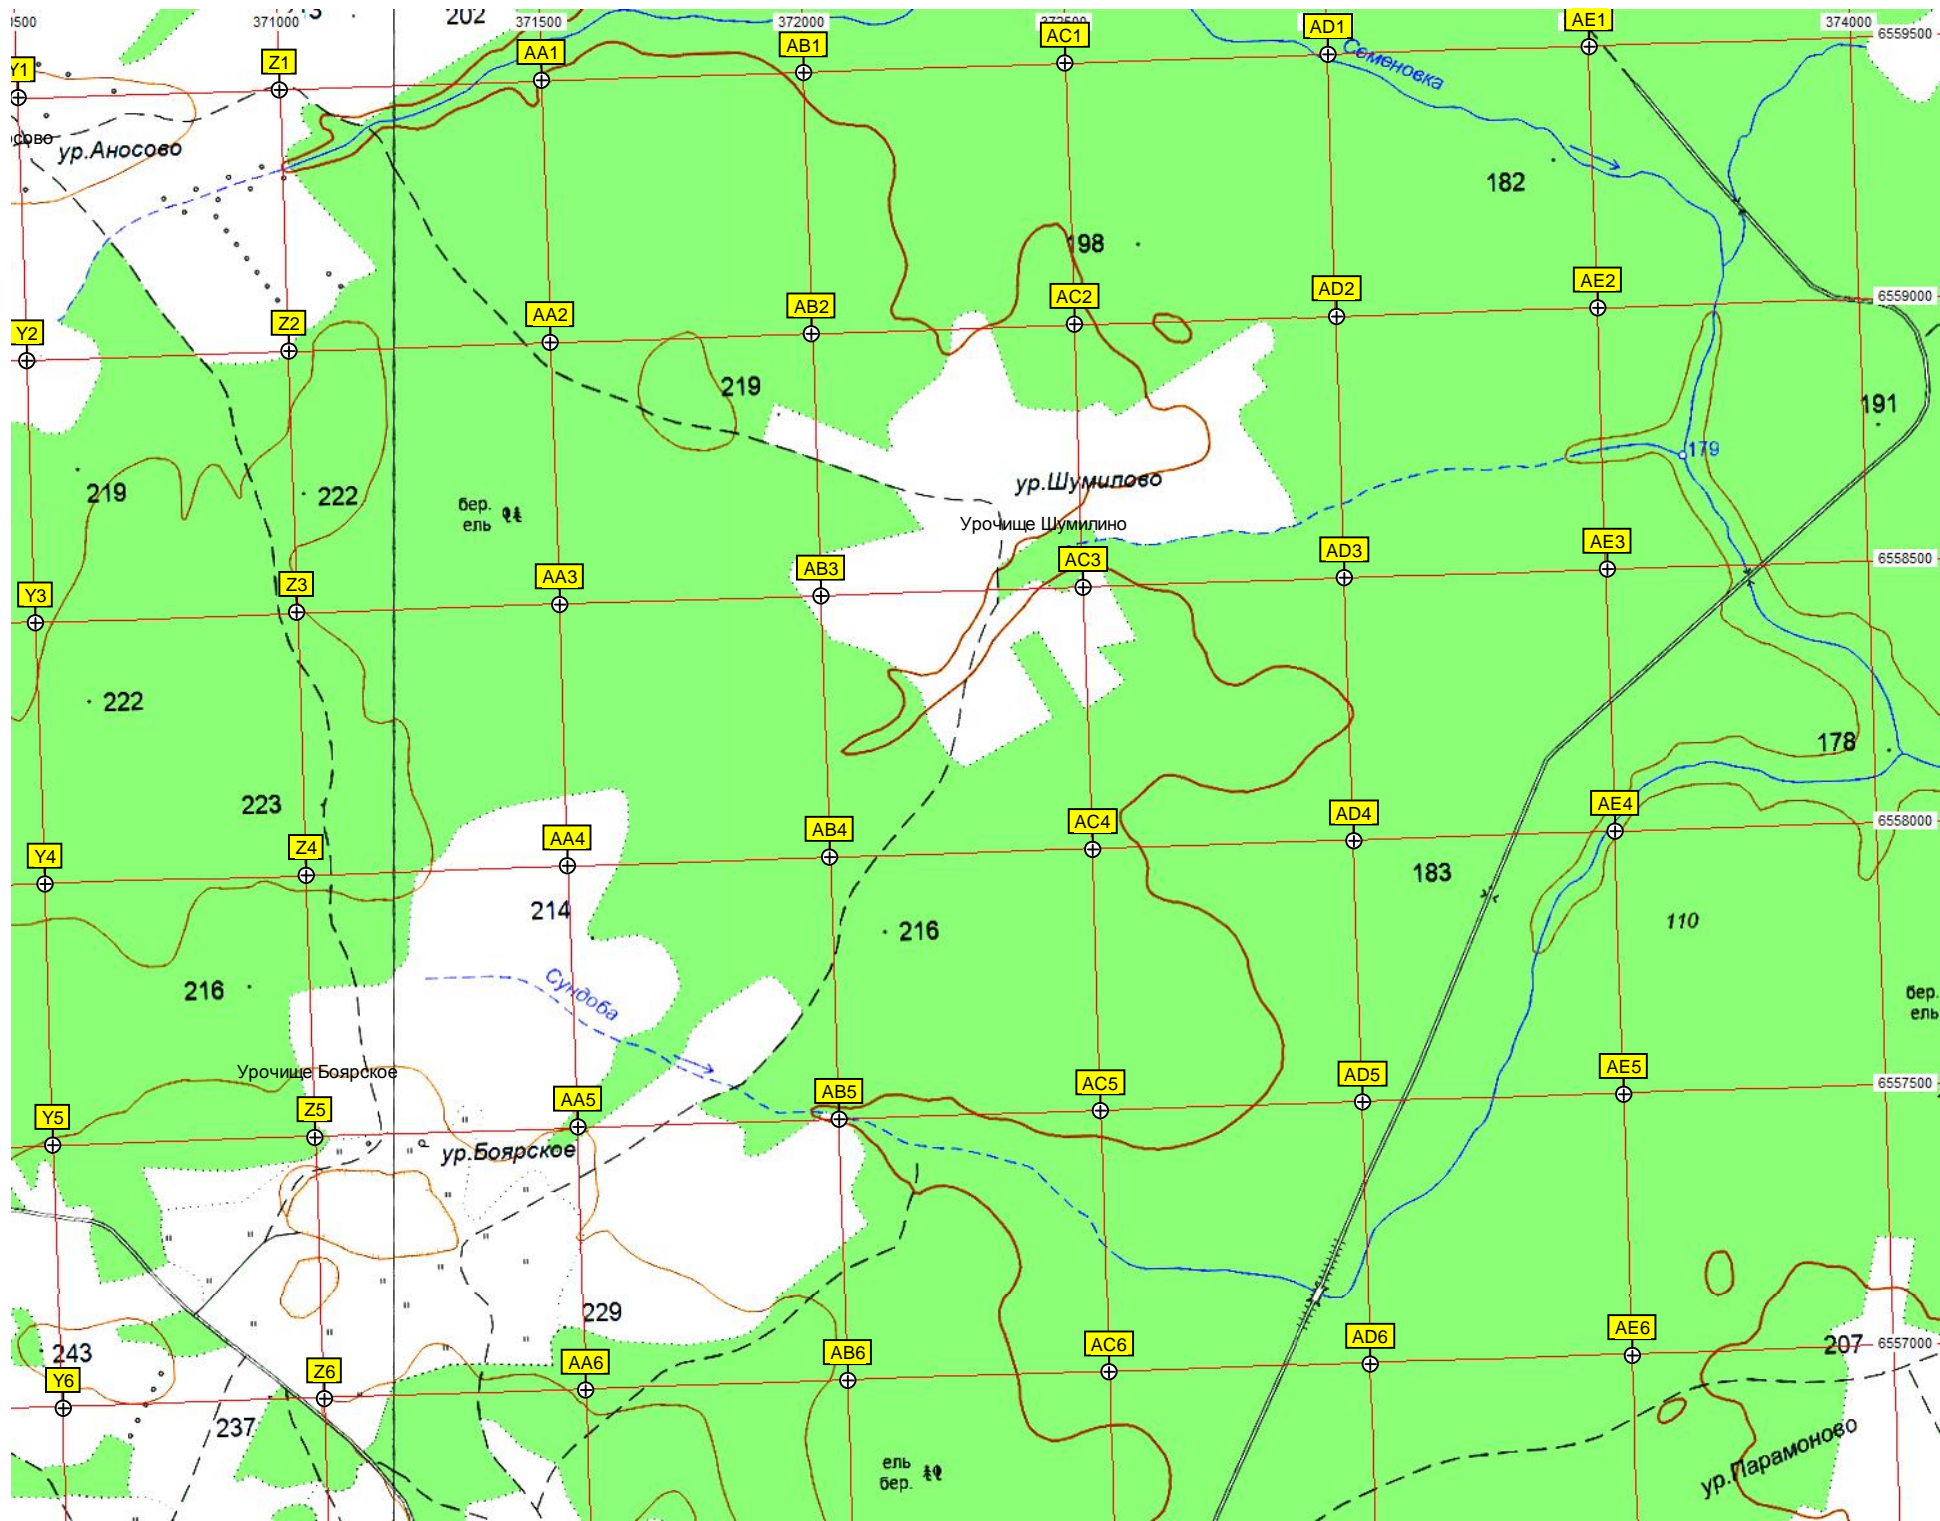 371000
202
371500
372000
374000
AE1
AD1
AC1
6559500
AB1
AA1
Z1
Y1
Семеновка
ур.Аносово
182
198
AE2
6559000
AD2
AC2
AB2
AA2
Z2
Y2
219
191
179
ур.Шумилово
219
222
бер.
ель
Урочище Шумилино
AE3
6558500
AD3
AC3
AB3
AA3
Z3
Y3
222
178
223
AE4
6558000
AD4
AC4
AB4
AA4
Z4
Y4
183
214
110
216
216
Сундоба
бер.
ель
Урочище Боярское
AE5
6557500
AD5
AC5
AB5
AA5
Z5
Y5
ур.Боярское
229
243
207
6557000
AE6
AD6
AC6
AB6
AA6
Z6
Y6
237
ур.Парамоново
ель
бер.